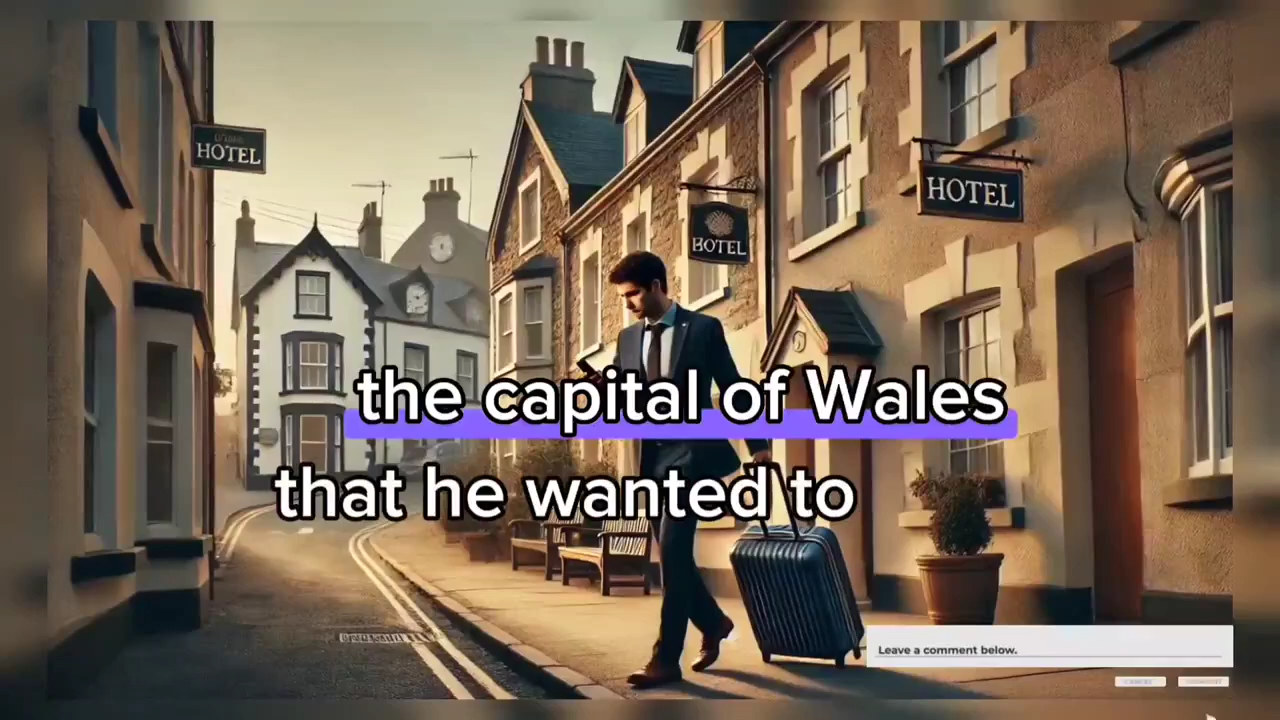 HOTEL
HOTEL
HOTEL
the capital of Wales
that he wanted to
Leave a comment below.